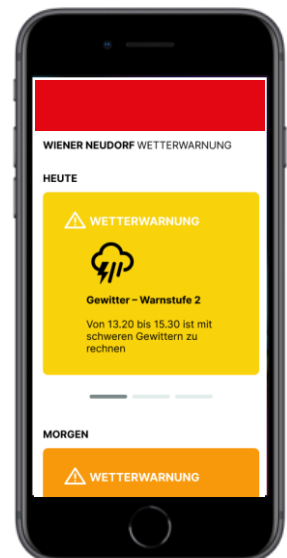 WIENER NEUDORF WETTERWARNUNG
HEUTE
WETTERWARNUNG
Gewitter – Warnstufe 2
Von 13.20 bis 15.30 ist mit
schweren Gewittern zu
rechnen
MORGEN
WETTERWARNUNG